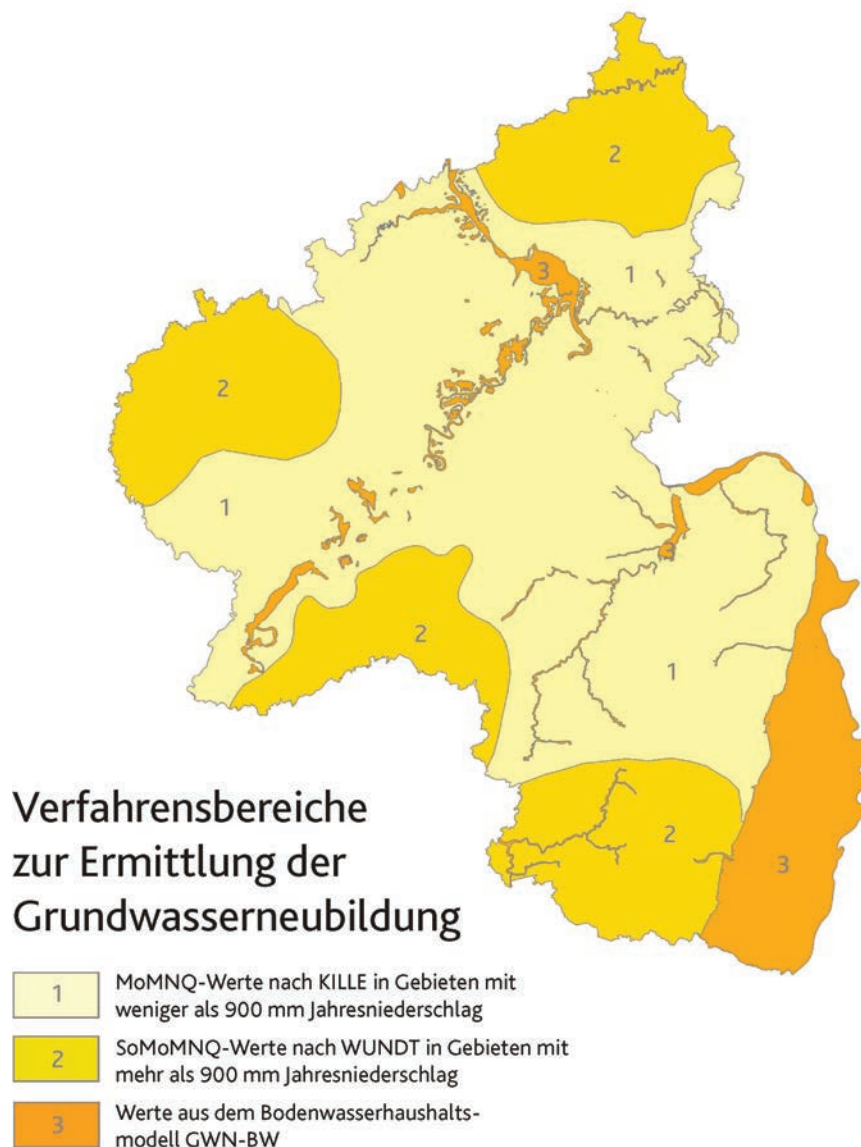 2
3
1
2
1
3
2
1
2
3
Verfahrensbereiche
zur Ermittlung der
Grundwasserneubildung
1 MoMNQ-Werte nach KILLE in Gebieten mit
weniger als 900 mm Jahresniederschlag
2 SoMoMNQ-Werte nach WUNDT in Gebieten mit
mehr als 900 mm Jahresniederschlag
3 Werte aus dem Bodenwasserhaushalts-
modell GWN-BW